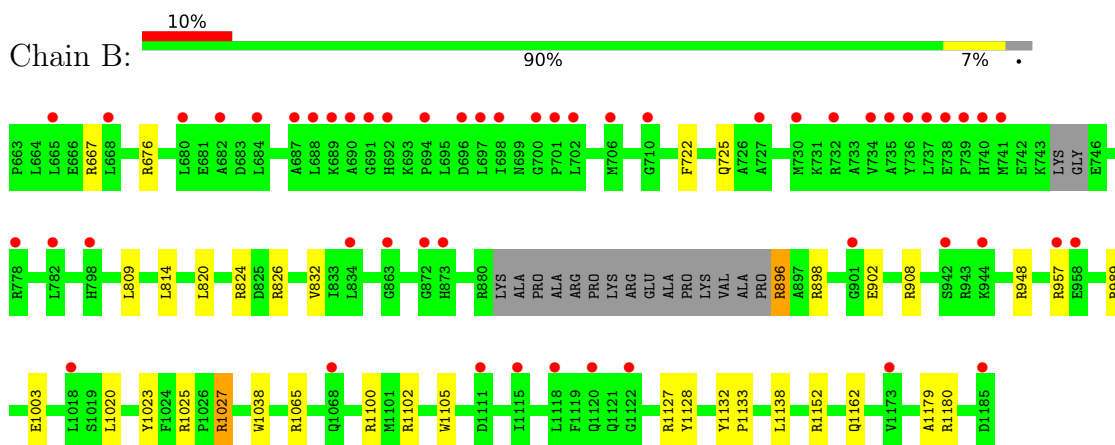 10%
Chain B:
90% 7% •
P663 L664 L665 E666 R667 L668 R676 L680 E681 A682 D683 L684 A687 L688 K689 A690 G691 H692 K693 P694 L695 D696 L697 I698 N699 G700 P701 L702 M706 G710 F722 Q725 A726 A727 M730 K731 R732 A733 V734 A735 Y736 L737 E738 P739 H740 M741 E742 K743 LYS GLY E746
R778 L782 H798 L809 L814 L820 R824 D825 R826 V832 I833 L834 G863 G872 H873 R880 LYS ALA PRO ALA ARG PRO LYS ARG GLU ALA PRO LYS VAL ALA PRO R896 A897 R898 G901 E902 R908 S942 R943 K944 R948 R957 E958 R989
E1003 L1018 S1019 L1020 Y1023 F1024 R1025 P1026 R1027 W1038 R1065 Q1068 R1100 M1101 R1102 W1105 D1111 I1115 L1118 F1119 Q1120 Q1121 G1122 R1127 Y1128 Y1132 P1133 L1138 R1152 Q1162 V1173 A1179 R1180 D1185